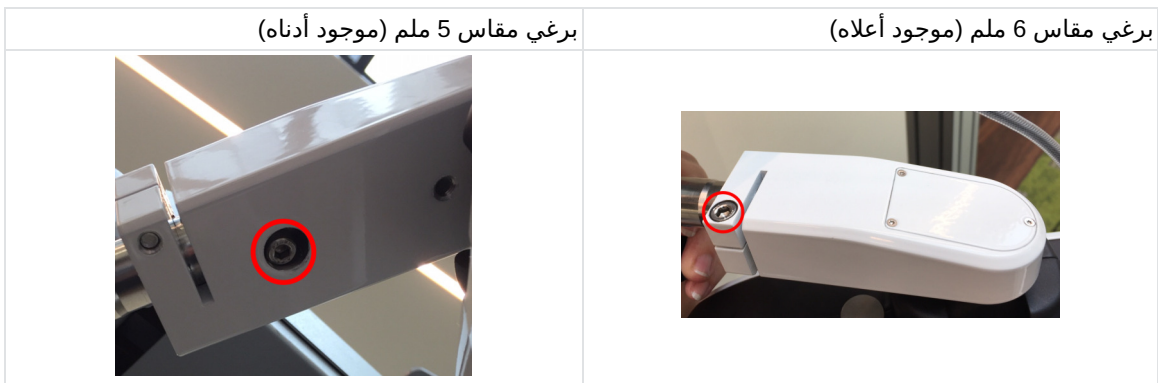 برغي مقاس 6 ملم (موجود أعلاه)
برغي مقاس 5 ملم (موجود أدناه)